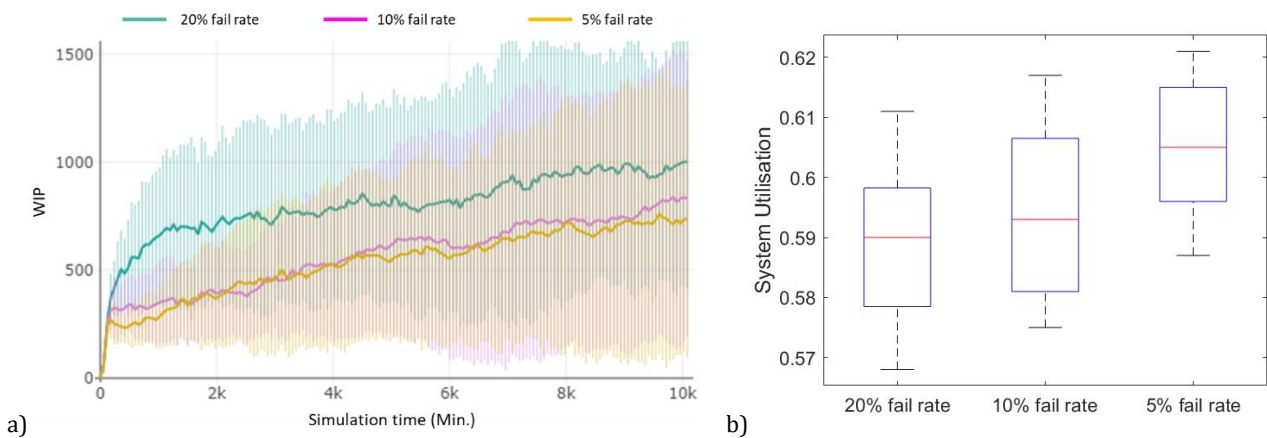 20% fail rate 10% fail rate 5% fail rate
1500
1000
500
0
WIP
0 2k 4k 6k 8k 10k
Simulation time (Min.)
a)
0.62
0.61
0.6
0.59
0.58
0.57
System Utilisation
20% fail rate 10% fail rate 5% fail rate
b)